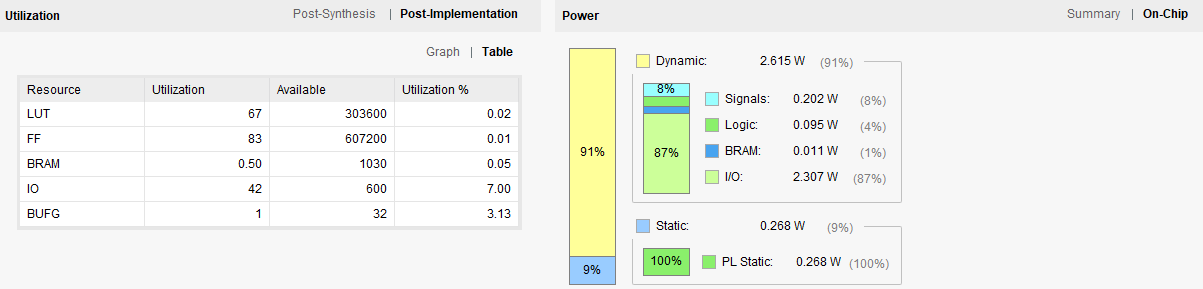 Utilization
Post-Synthesis | Post-Implementation
Graph | Table
Resource Utilization Available Utilization %
LUT 67 303600 0.02
FF 83 607200 0.01
BRAM 0.50 1030 0.05
IO 42 600 7.00
BUFG 1 32 3.13
Power
Summary | On-Chip
91%
9%
Dynamic: 2.615 W (91%)
8%
87%
Signals: 0.202 W (8%)
Logic: 0.095 W (4%)
BRAM: 0.011 W (1%)
I/O: 2.307 W (87%)
Static: 0.268 W (9%)
100%
PL Static: 0.268 W (100%)